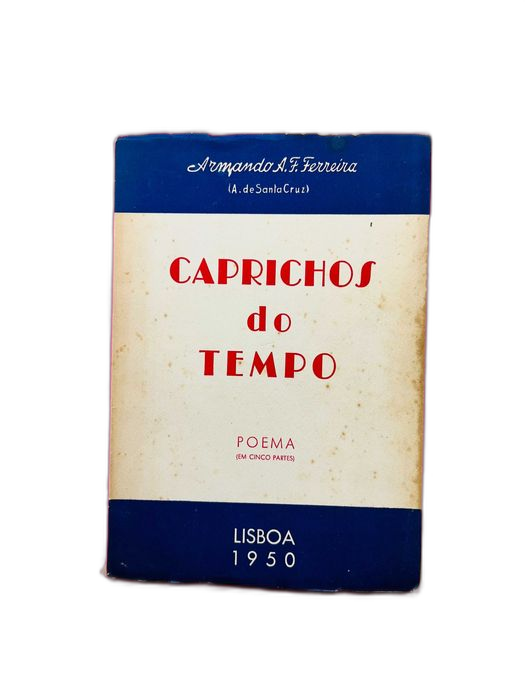 Armando A. F. Ferreira
(A. de Santa Cruz)
CAPRICHOS
do
TEMPO
POEMA
(EM CINCO PARTES)
LISBOA
1950